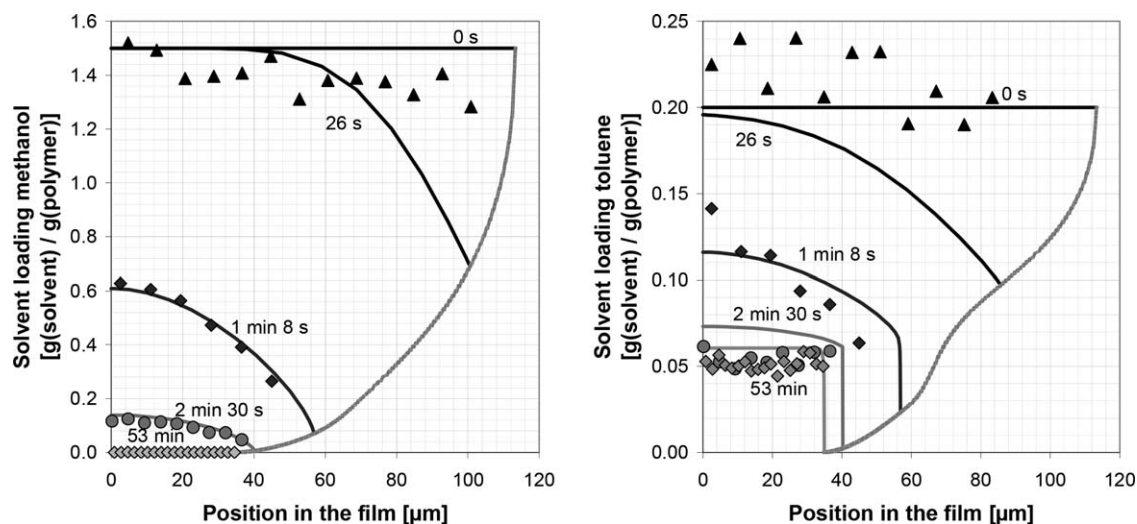 Solvent loading methanol
[g(solvent) / g(polymer)]
1.6
1.4
1.2
1.0
0.8
0.6
0.4
0.2
0.0
0 s
26 s
1 min 8 s
2 min 30 s
53 min
0 20 40 60 80 100 120
Position in the film [µm]
Solvent loading toluene
[g(solvent) / g(polymer)]
0.25
0.20
0.15
0.10
0.05
0.00
0 s
26 s
1 min 8 s
2 min 30 s
53 min
0 20 40 60 80 100 120
Position in the film [µm]